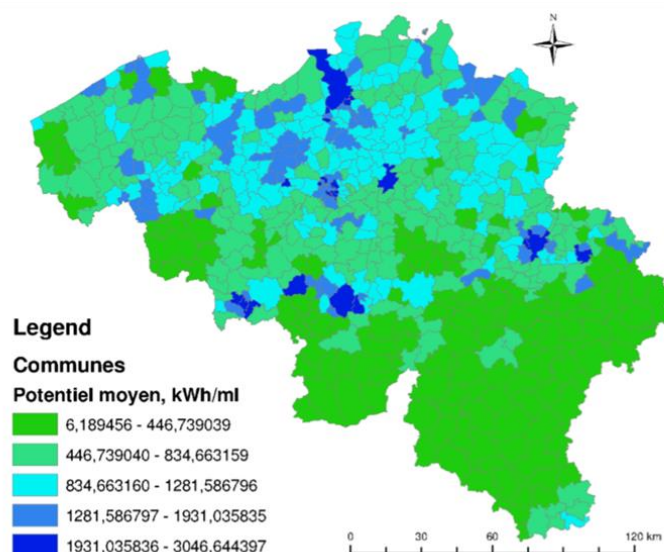 N
Legend
Communes
Potentiel moyen, kWh/ml
6,189456 - 446,739039
446,739040 - 834,663159
834,663160 - 1281,586796
1281,586797 - 1931,035835
1931,035836 - 3046,644397
0 30 60 120 km